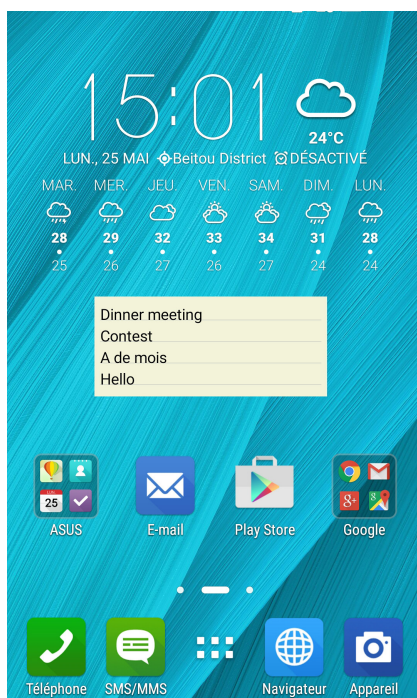 15:01
24°C
LUN., 25 MAI Beitou District DÉSACTIVÉ
MAR. MER. JEU. VEN. SAM. DIM. LUN.
28 29 32 33 34 31 28
25 26 27 26 27 24 24
Dinner meeting
Contest
A de mois
Hello
25 8+ 8
ASUS E-mail Play Store Google
Téléphone SMS/MMS Navigateur Appareil